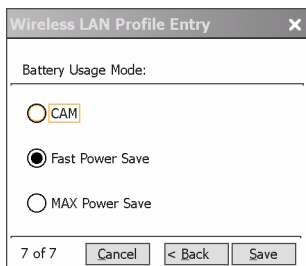 Wireless LAN Profile Entry
Battery Usage Mode:
CAM
Fast Power Save
MAX Power Save
7 of 7 Cancel < Back Save